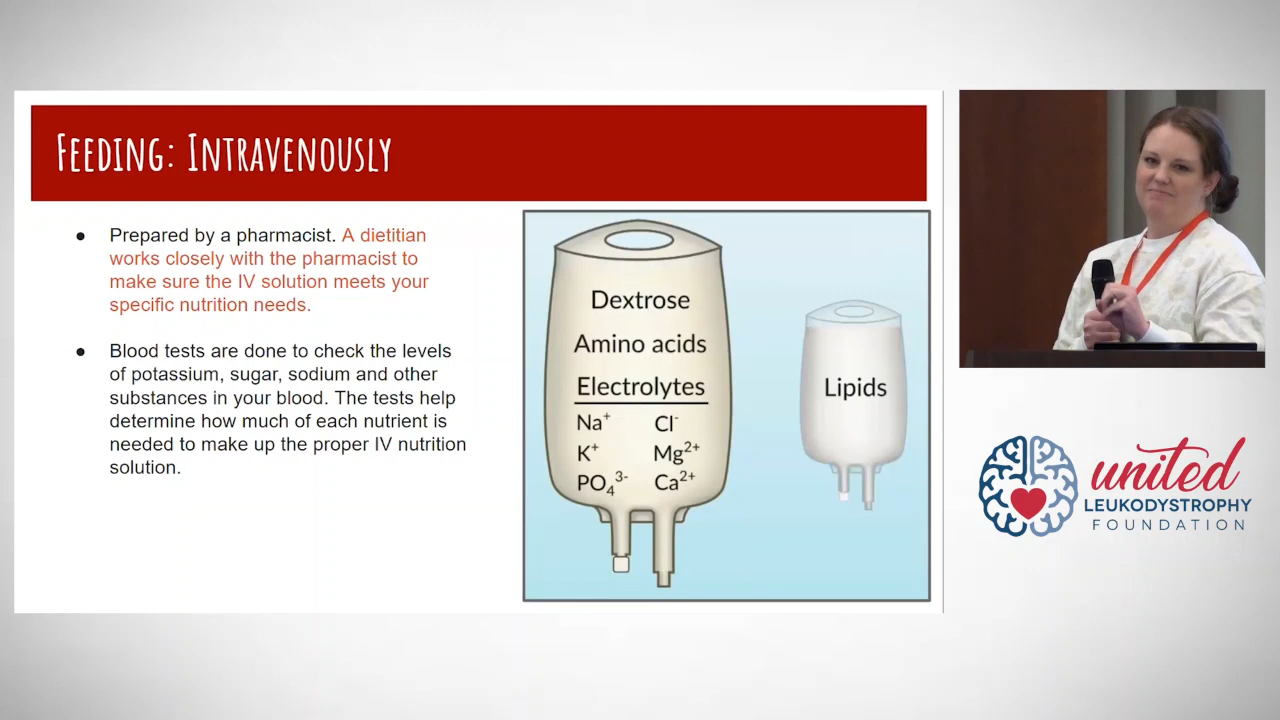 FEEDING: INTRAVENOUSLY
Prepared by a pharmacist. A dietitian
works closely with the pharmacist to
make sure the IV solution meets your
specific nutrition needs.
Blood tests are done to check the levels
of potassium, sugar, sodium and other
substances in your blood. The tests help
determine how much of each nutrient is
needed to make up the proper IV nutrition
solution.
Dextrose
Amino acids
Electrolytes
Na⁺ Cl⁻
K⁺ Mg²⁺
PO₄³⁻ Ca²⁺
Lipids
united
LEUKODYSTROPHY
FOUNDATION